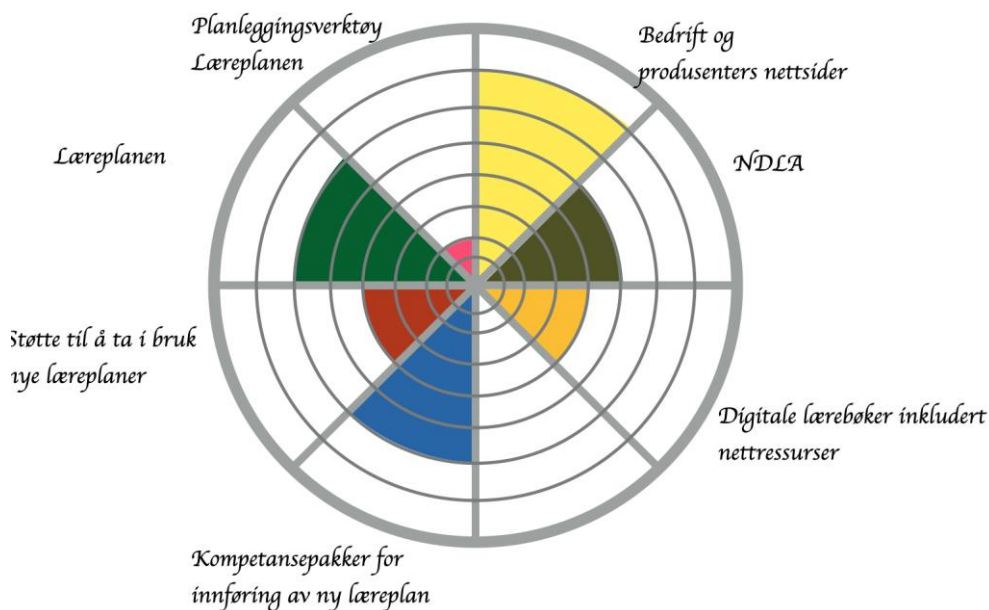 Planleggingsverktøy
Læreplanen
Bedrift og
produsenters nettsider
Læreplanen
NDLA
Støtte til å ta i bruk
nye læreplaner
Digitale lærebøker inkludert
nettressurser
Kompetansepakker for
innføring av ny læreplan